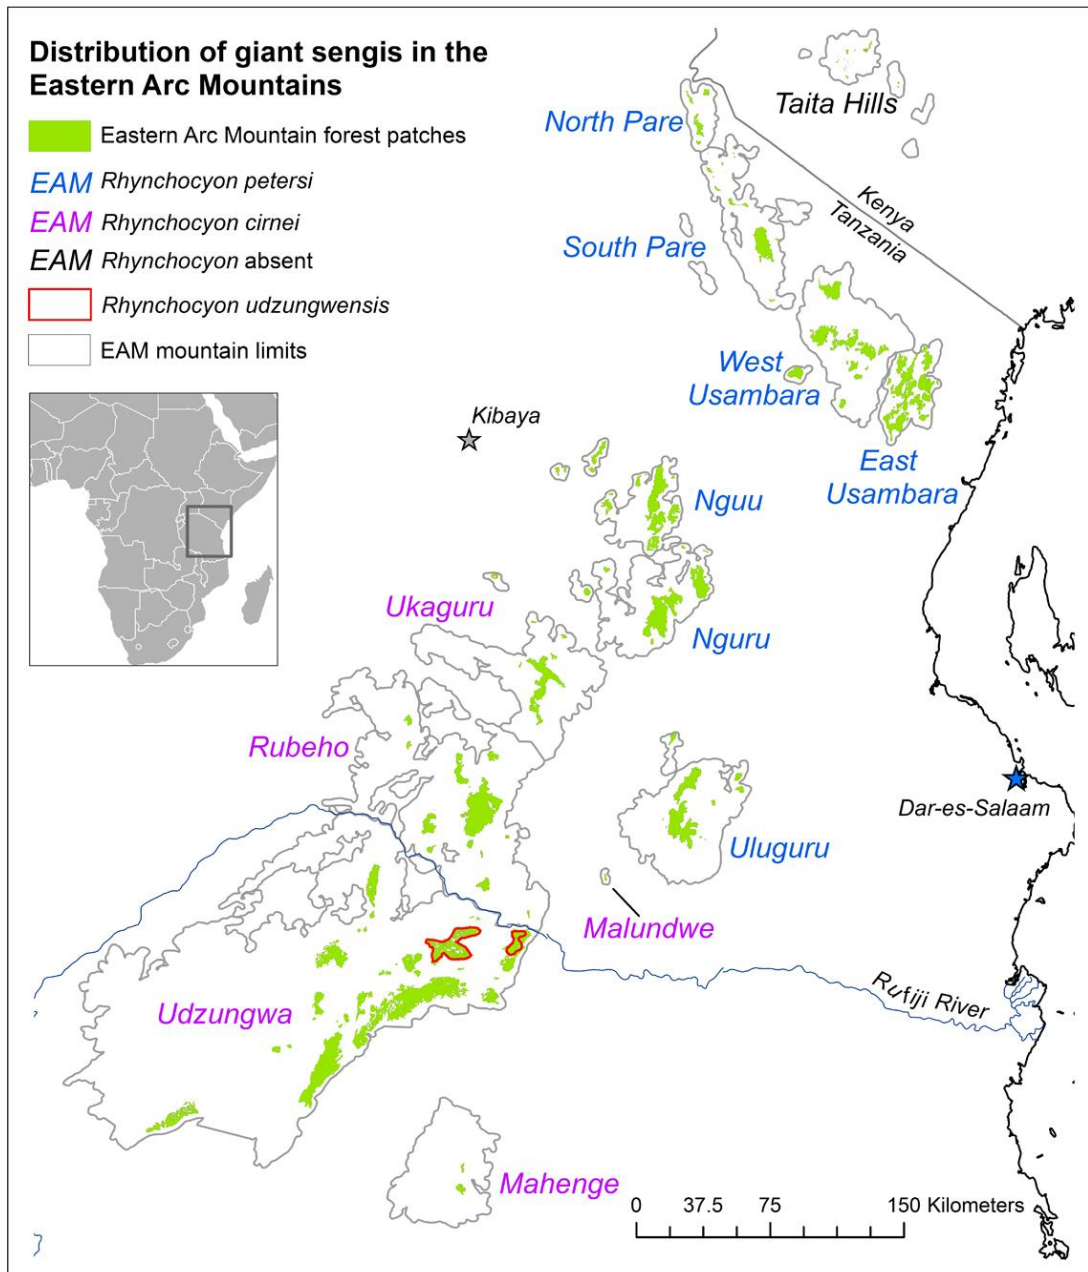 Distribution of giant sengis in the
Eastern Arc Mountains
Eastern Arc Mountain forest patches
EAM Rhynchocyon petersi
EAM Rhynchocyon cirnei
EAM Rhynchocyon absent
Rhynchocyon udzungwensis
EAM mountain limits
Taita Hills
North Pare
Kenya
Tanzania
South Pare
West
Usambara
Kibaya
East
Usambara
Nguu
Ukaguru
Nguru
Rubeho
Dar-es-Salaam
Uluguru
Malundwe
Rufiji River
Udzungwa
Mahenge
0 37.5 75 150 Kilometers